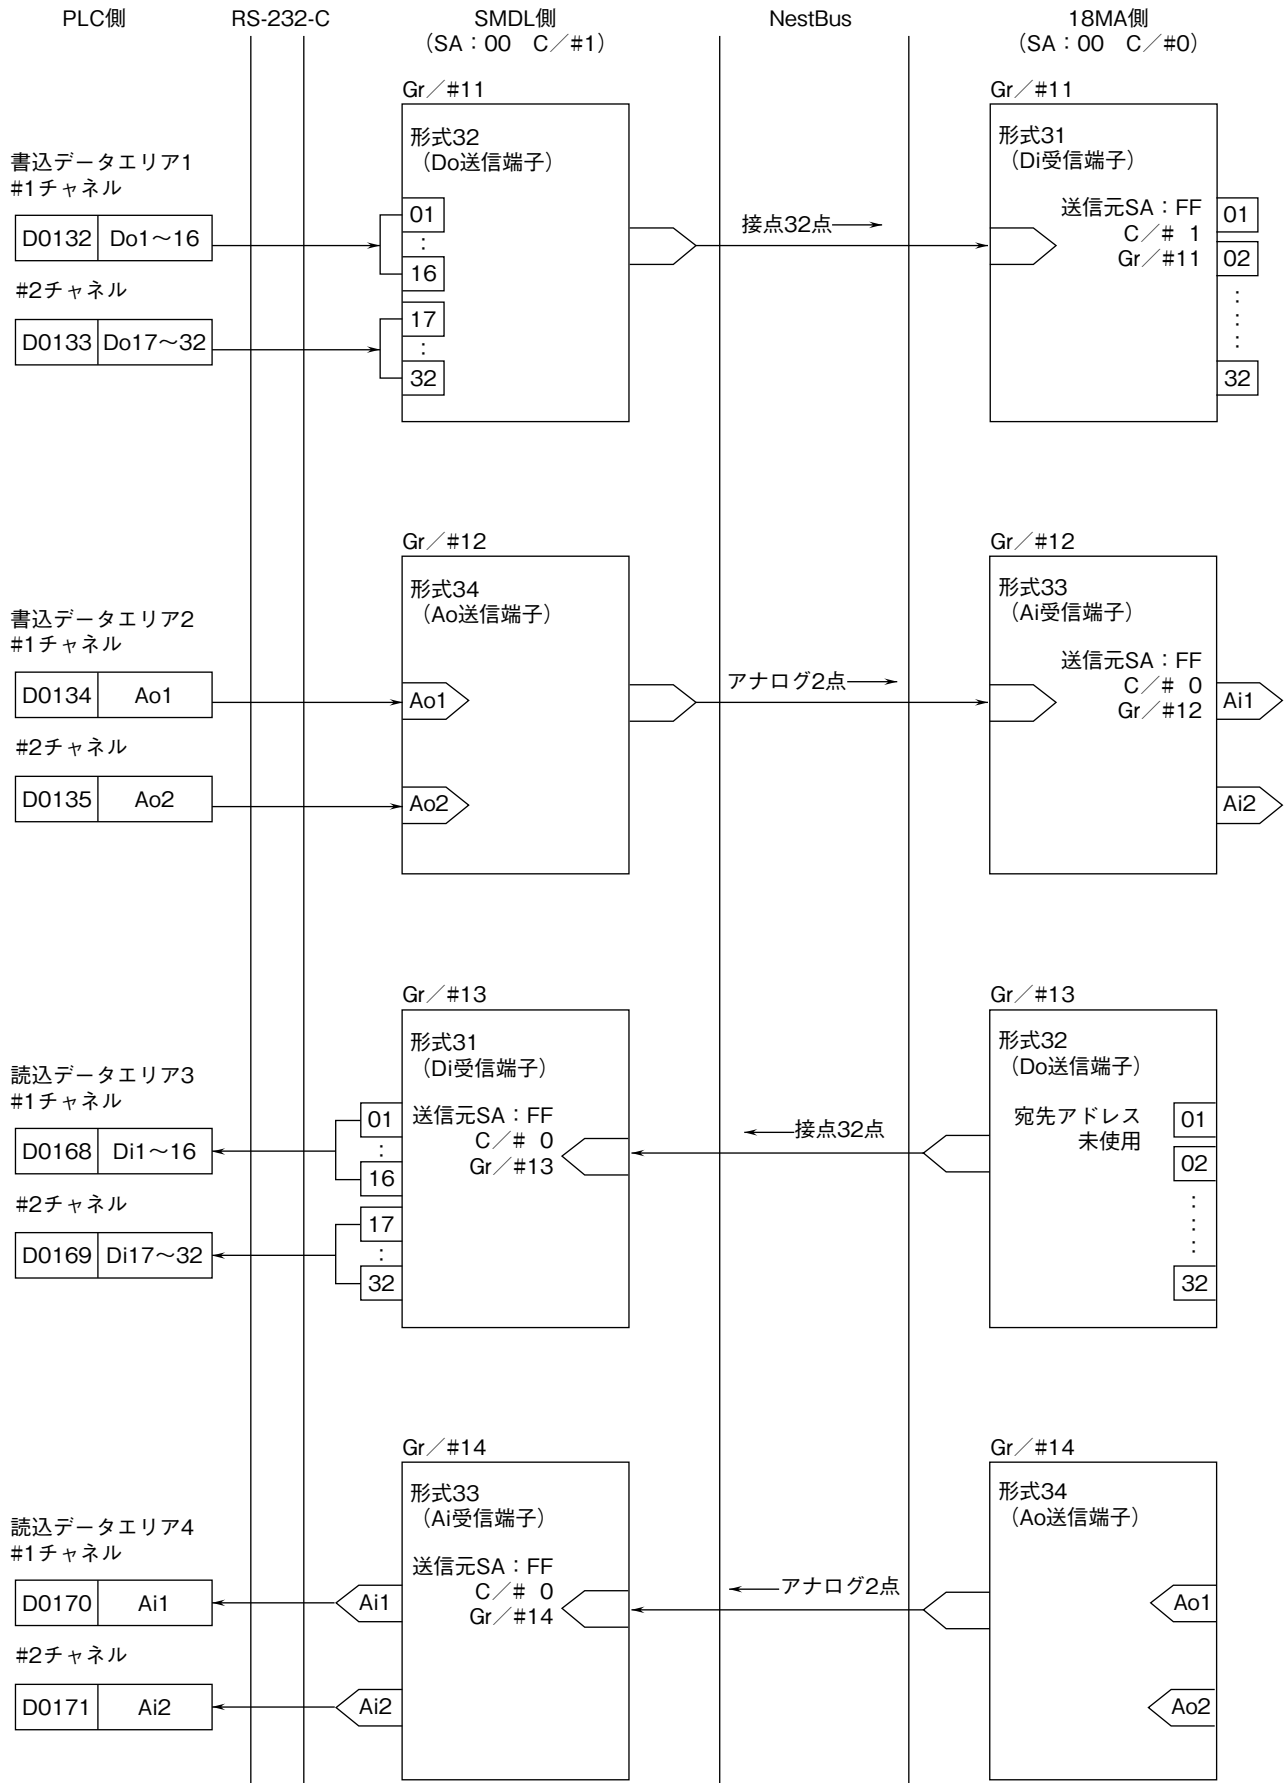 PLC側
RS-232-C
SMDL側
(SA：00 C／#1)
NestBus
18MA側
(SA：00 C／#0)
Gr／#11
形式32
(Do送信端子)
書込データエリア1
#1チャネル
D0132 Do1〜16
#2チャネル
D0133 Do17〜32
01
:
16
17
:
32
接点32点
Gr／#11
形式31
(Di受信端子)
送信元SA：FF
C／# 1
Gr／#11
01
02
:
:
32
Gr／#12
形式34
(Ao送信端子)
書込データエリア2
#1チャネル
D0134 Ao1
#2チャネル
D0135 Ao2
Ao1
Ao2
アナログ2点
Gr／#12
形式33
(Ai受信端子)
送信元SA：FF
C／# 0
Gr／#12
Ai1
Ai2
Gr／#13
形式31
(Di受信端子)
送信元SA：FF
C／# 0
Gr／#13
読込データエリア3
#1チャネル
D0168 Di1〜16
#2チャネル
D0169 Di17〜32
01
:
16
17
:
32
接点32点
Gr／#13
形式32
(Do送信端子)
宛先アドレス
未使用
01
02
:
:
32
Gr／#14
形式33
(Ai受信端子)
送信元SA：FF
C／# 0
Gr／#14
読込データエリア4
#1チャネル
D0170 Ai1
#2チャネル
D0171 Ai2
Ai1
Ai2
アナログ2点
Gr／#14
形式34
(Ao送信端子)
Ao1
Ao2